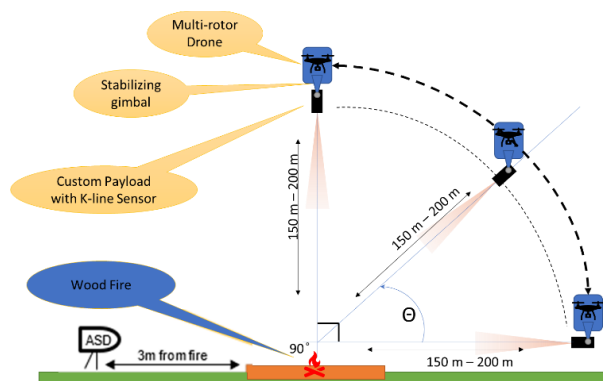 Multi-rotor
Drone
Stabilizing
gimbal
Custom Payload
with K-line Sensor
150 m – 200 m
150 m – 200 m
Wood Fire
Θ
90°
ASD
3m from fire
150 m – 200 m